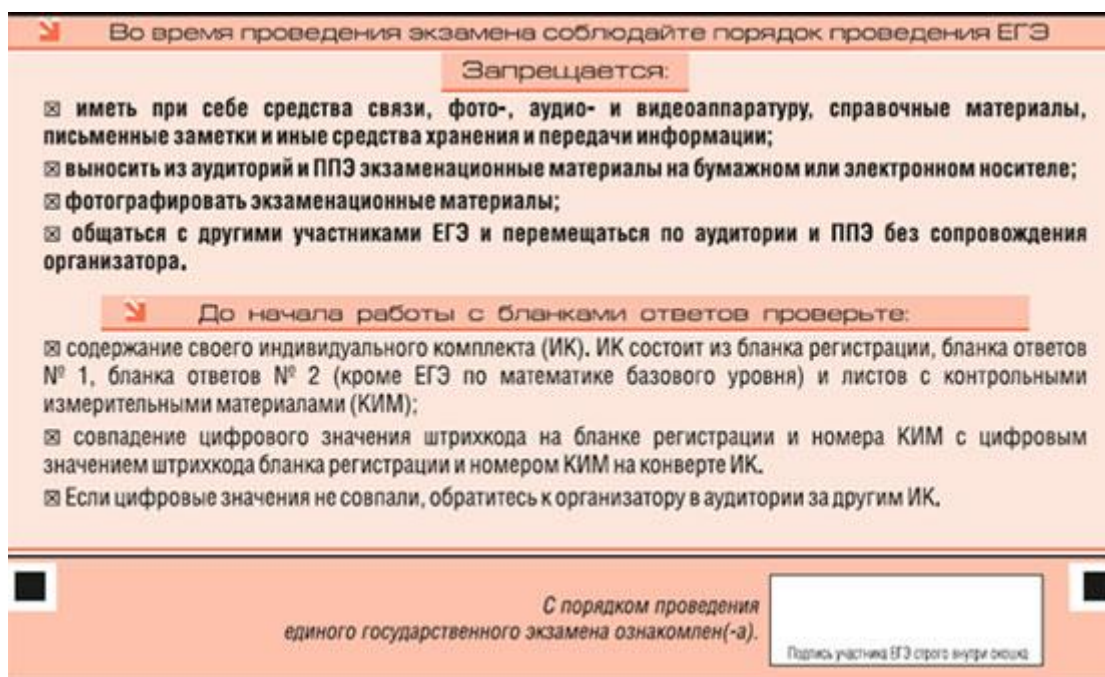 Во время проведения экзамена соблюдайте порядок проведения ЕГЭ
Запрещается:
☒ иметь при себе средства связи, фото-, аудио- и видеоаппаратуру, справочные материалы,
письменные заметки и иные средства хранения и передачи информации;
☒ выносить из аудиторий и ППЭ экзаменационные материалы на бумажном или электронном носителе;
☒ фотографировать экзаменационные материалы;
☒ общаться с другими участниками ЕГЭ и перемещаться по аудитории и ППЭ без сопровождения
организатора.
До начала работы с бланками ответов проверьте:
☒ содержание своего индивидуального комплекта (ИК). ИК состоит из бланка регистрации, бланка ответов
№ 1, бланка ответов № 2 (кроме ЕГЭ по математике базового уровня) и листов с контрольными
измерительными материалами (КИМ);
☒ совпадение цифрового значения штрихкода на бланке регистрации и номера КИМ с цифровым
значением штрихкода бланка регистрации и номером КИМ на конверте ИК.
☒ Если цифровые значения не совпали, обратитесь к организатору в аудитории за другим ИК.
С порядком проведения
единого государственного экзамена ознакомлен(-а).
Подпись участника ЕГЭ строго внутри окошка